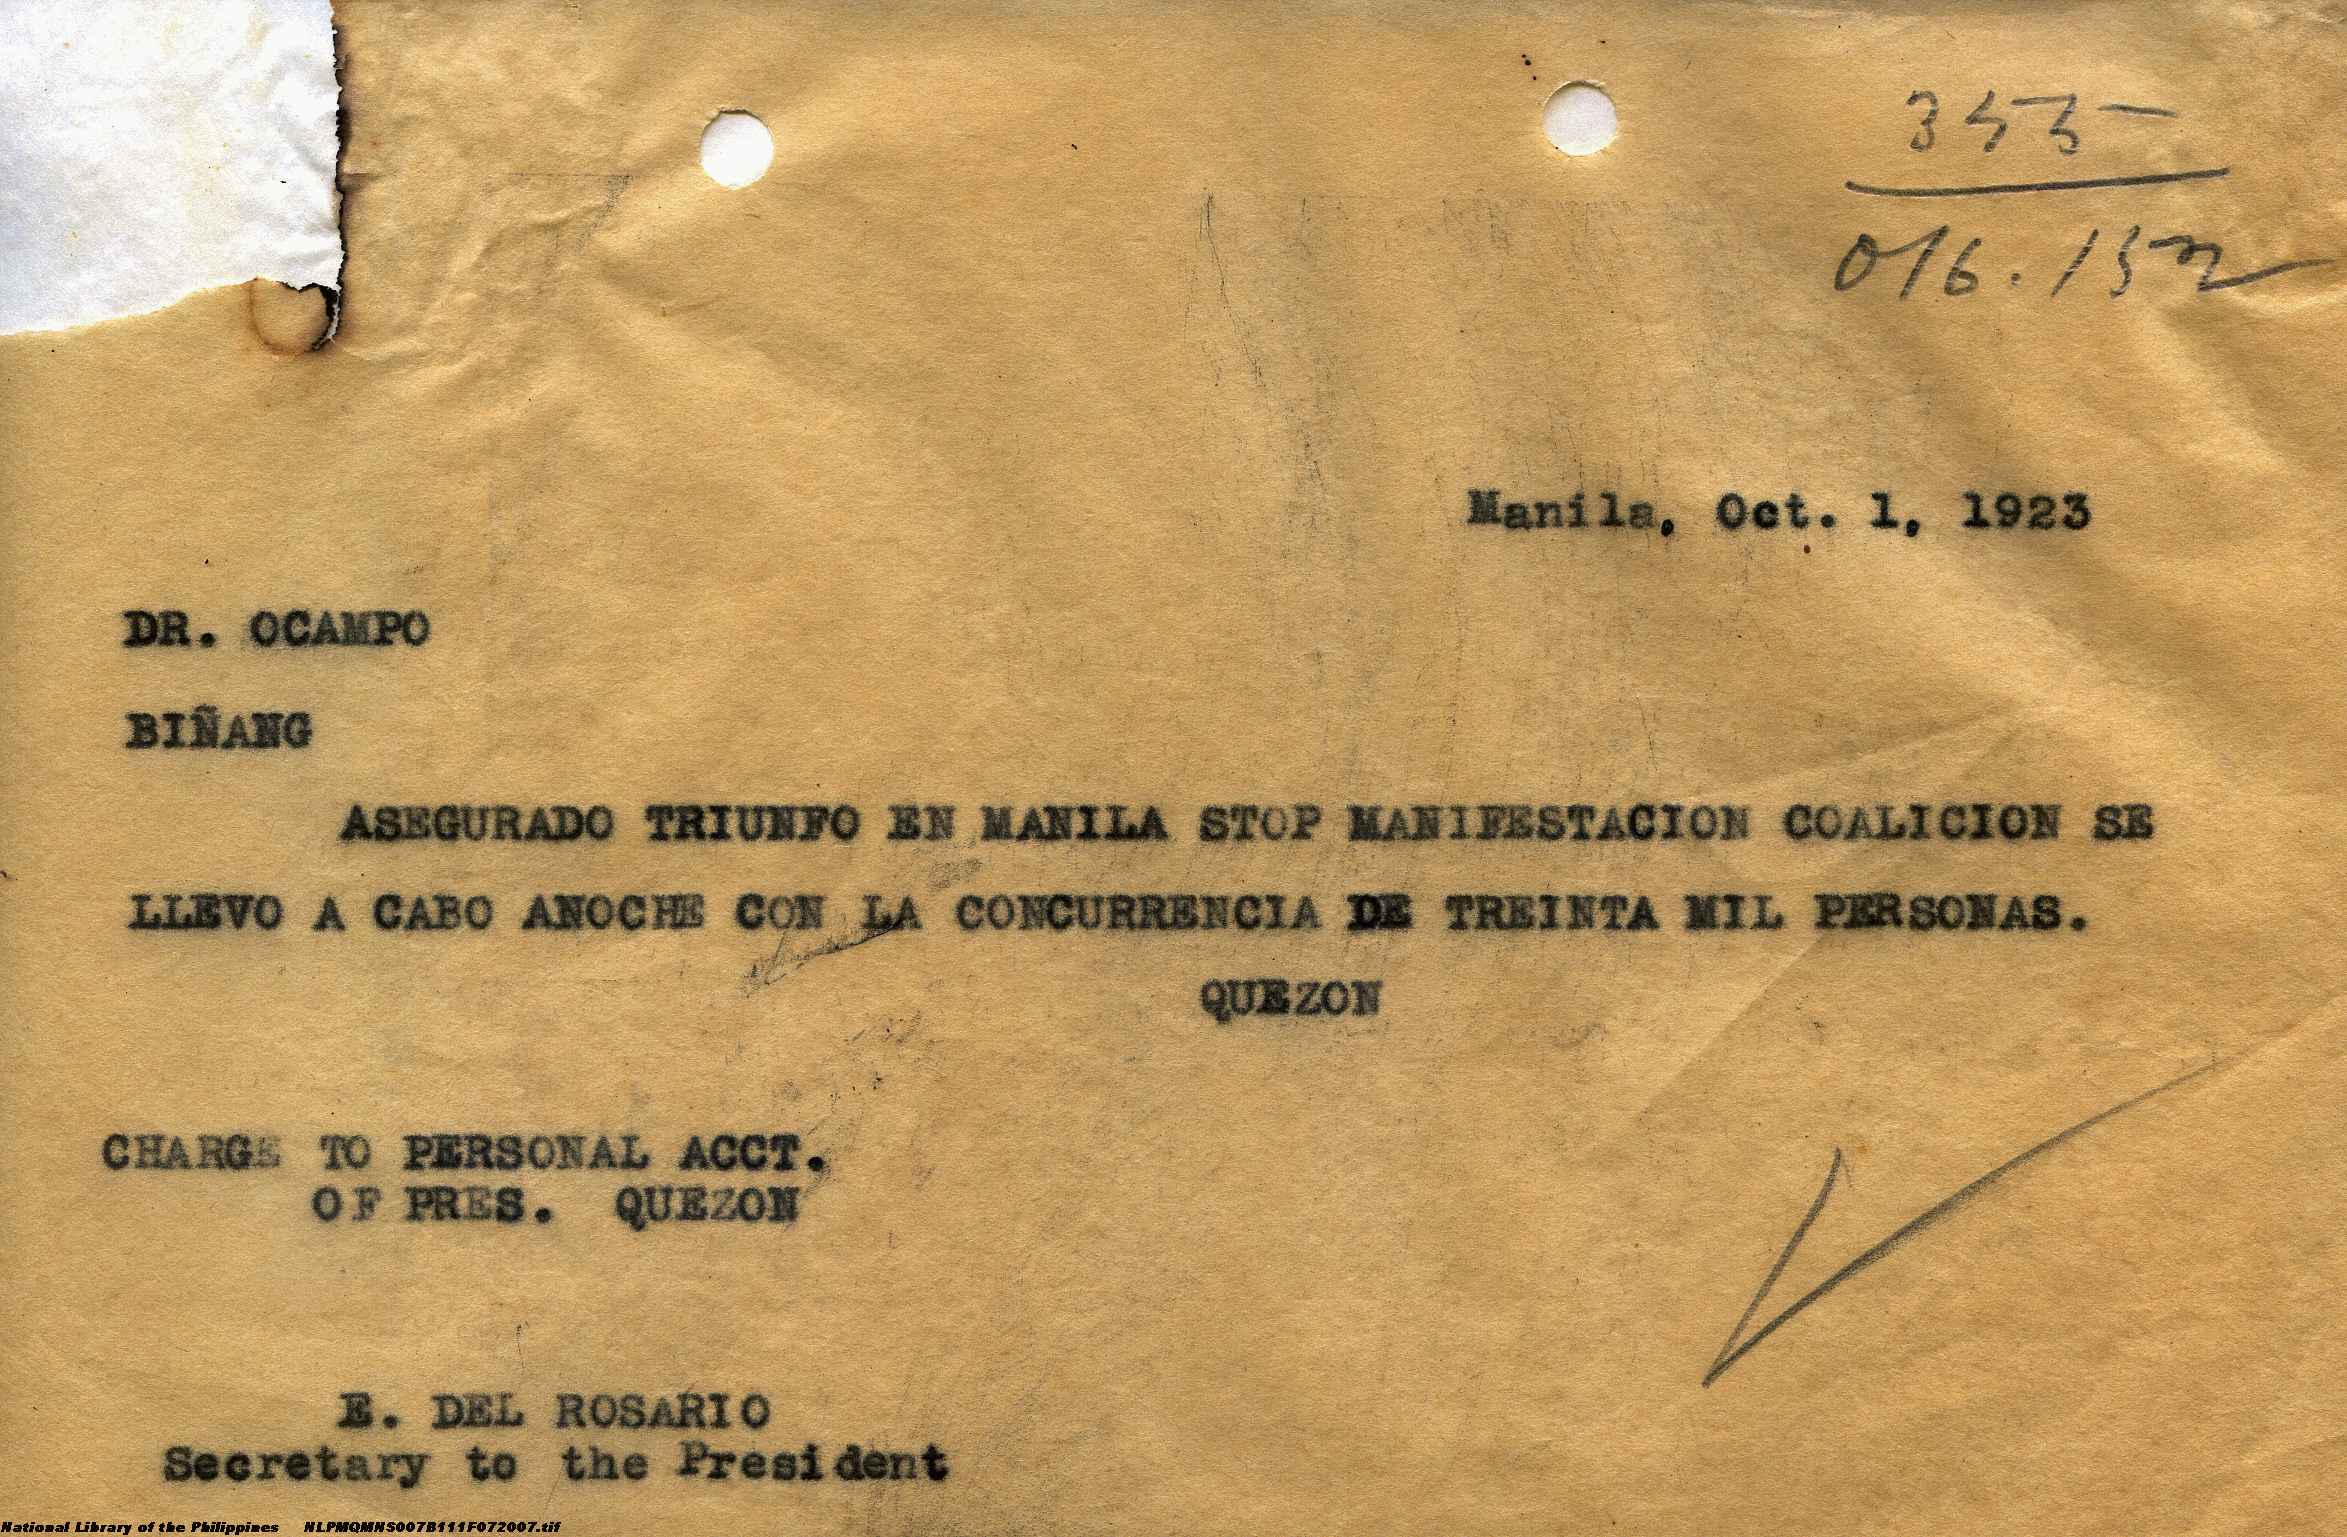 355-
016.152
Manila, Oct. 1, 1923
DR. OCAMPO
BIÑANG
ASEGURADO TRIUNFO EN MANILA STOP MANIFESTACION COALICION SE
LLEVO A CABO ANOCHE CON LA CONCURRENCIA DE TREINTA MIL PERSONAS.
QUEZON
CHARGE TO PERSONAL ACCT.
OF PRES. QUEZON
E. DEL ROSARIO
Secretary to the President
National Library of the Philippines NLPMQMNS007B111F072007.tif